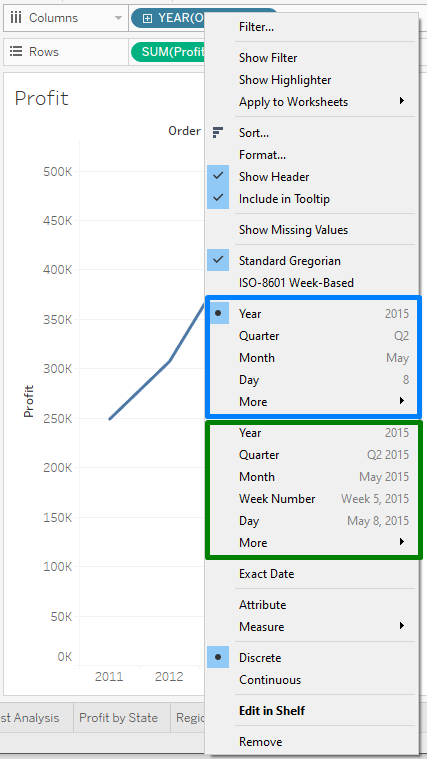 Columns
YEAR(O
Rows
SUM(Profit
Profit
Order
500K
450K
400K
350K
300K
250K
200K
150K
100K
50K
0K
Profit
2011 2012
st Analysis Profit by State Regio
Filter...
Show Filter
Show Highlighter
Apply to Worksheets
Sort...
Format...
Show Header
Include in Tooltip
Show Missing Values
Standard Gregorian
ISO-8601 Week-Based
Year 2015
Quarter Q2
Month May
Day 8
More
Year 2015
Quarter Q2 2015
Month May 2015
Week Number Week 5, 2015
Day May 8, 2015
More
Exact Date
Attribute
Measure
Discrete
Continuous
Edit in Shelf
Remove